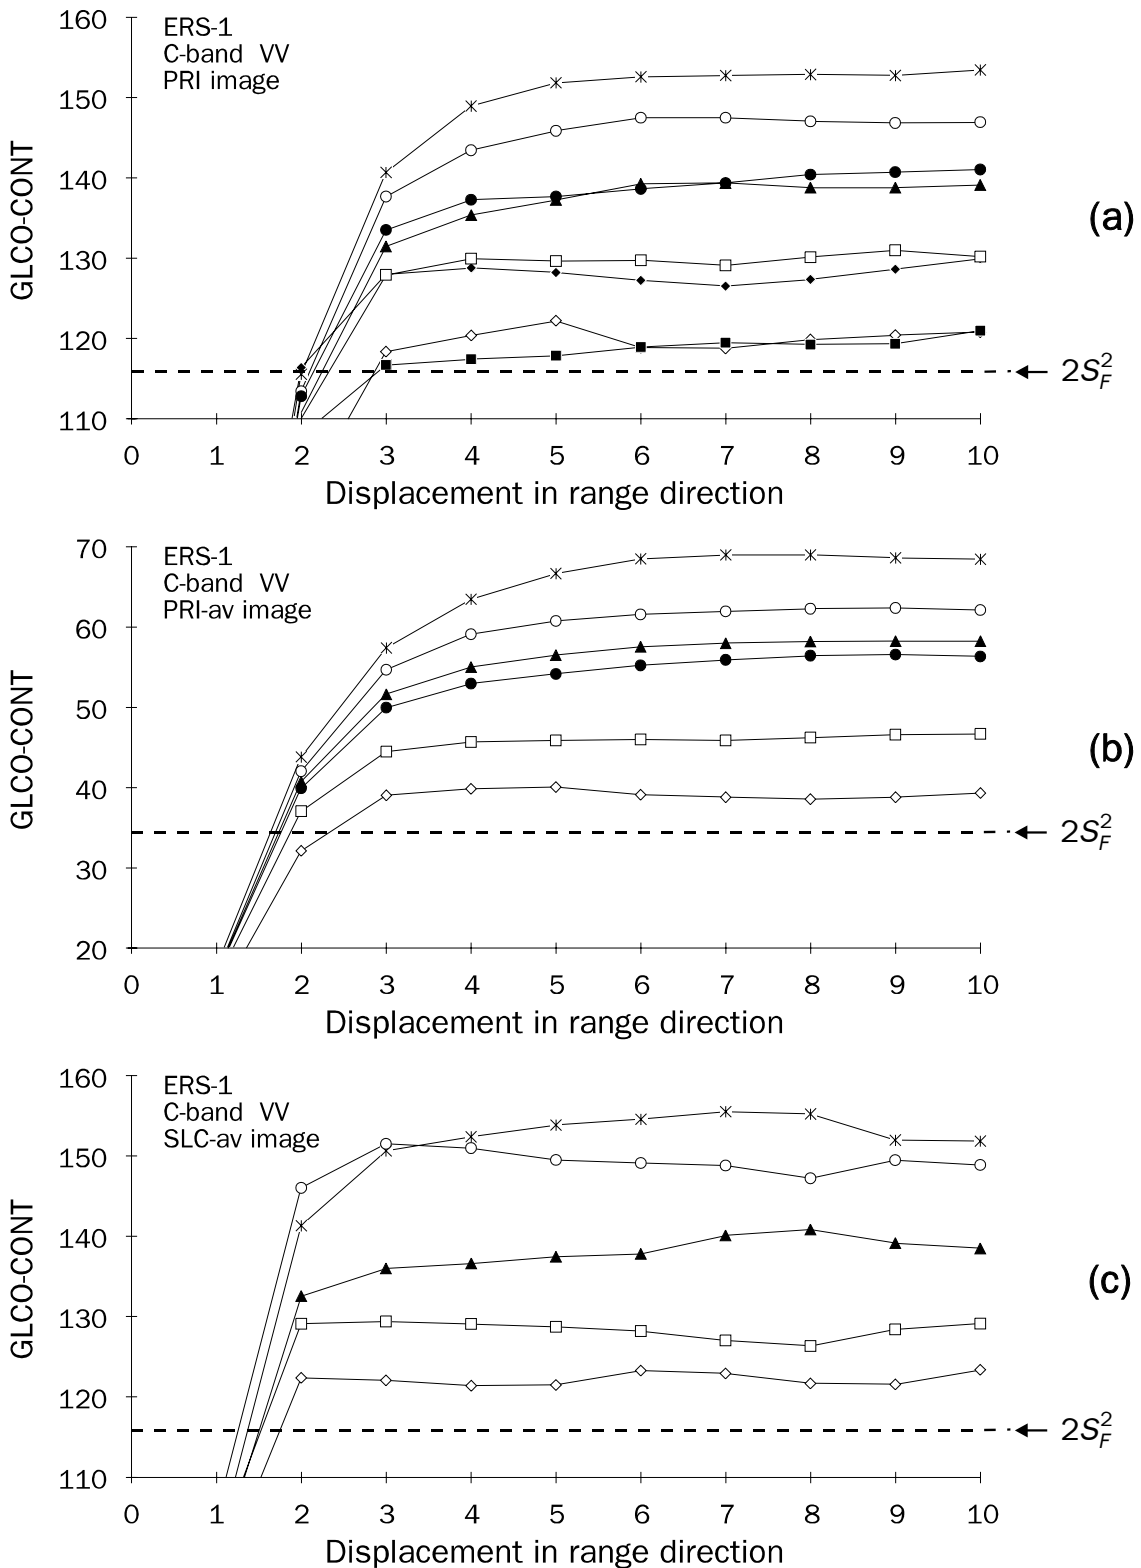 ERS-1
C-band VV
PRI image
160
150
140
130
120
110
GLCO-CONT
(a)
2S_F^2
0 1 2 3 4 5 6 7 8 9 10
Displacement in range direction
ERS-1
C-band VV
PRI-av image
70
60
50
40
30
20
GLCO-CONT
(b)
2S_F^2
0 1 2 3 4 5 6 7 8 9 10
Displacement in range direction
ERS-1
C-band VV
SLC-av image
160
150
140
130
120
110
GLCO-CONT
(c)
2S_F^2
0 1 2 3 4 5 6 7 8 9 10
Displacement in range direction